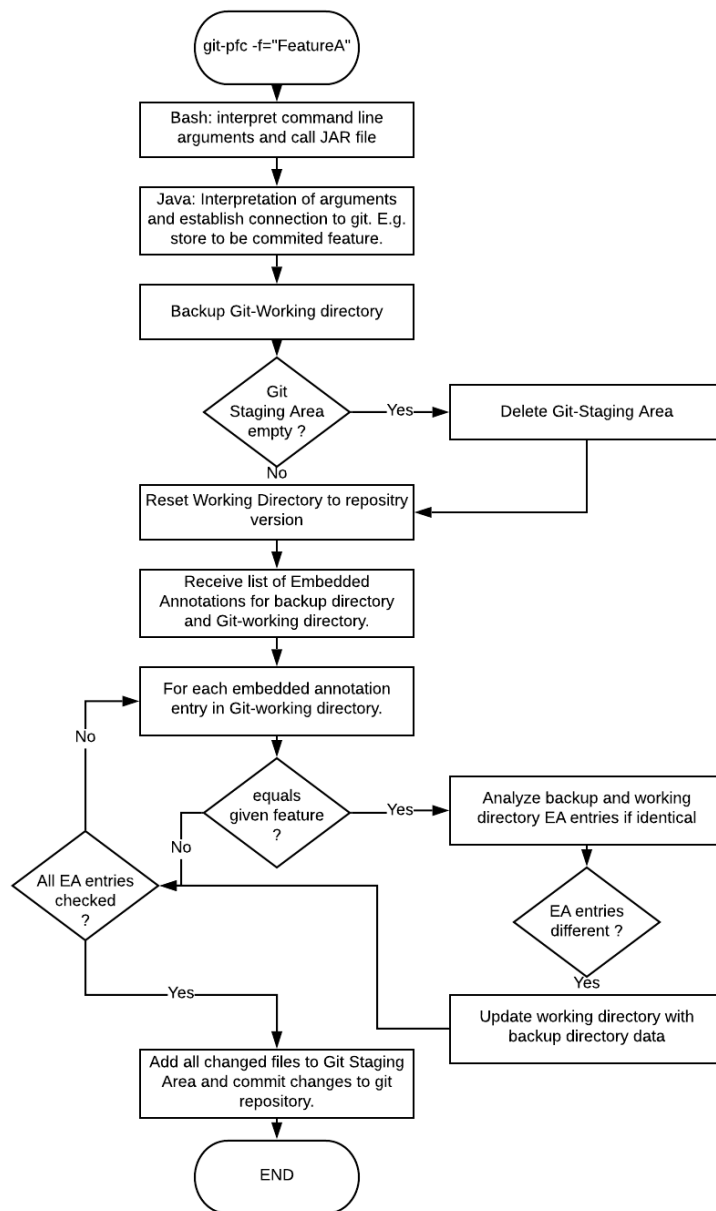 git-pfc -f="FeatureA"
Bash: interpret command line
arguments and call JAR file
Java: Interpretation of arguments
and establish connection to git. E.g.
store to be commited feature.
Backup Git-Working directory
Git
Staging Area
empty ?
Yes
Delete Git-Staging Area
No
Reset Working Directory to repositry
version
Receive list of Embedded
Annotations for backup directory
and Git-working directory.
For each embedded annotation
entry in Git-working directory.
No
equals
given feature
?
Yes
Analyze backup and working
directory EA entries if identical
No
All EA entries
checked
?
EA entries
different ?
Yes
Yes
Update working directory with
backup directory data
Add all changed files to Git Staging
Area and commit changes to git
repository.
END